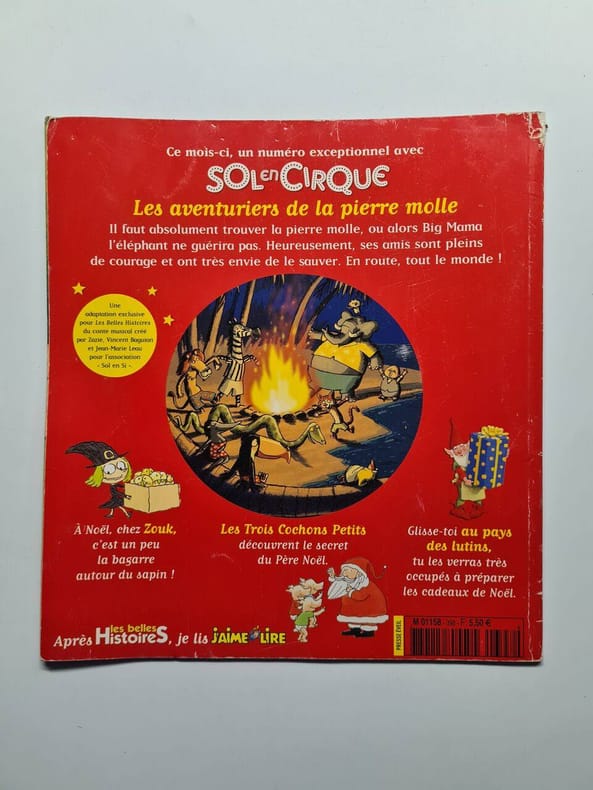 Ce mois-ci, un numéro exceptionnel avec
SOL en CIRQUE
Les aventuriers de la pierre molle
Il faut absolument trouver la pierre molle, ou alors Big Mama
l'éléphant ne guérira pas. Heureusement, ses amis sont pleins
de courage et ont très envie de le sauver. En route, tout le monde !
Une
adaptation exclusive
pour Les Belles Histoires
du conte musical créé
par Zazie, Vincent Baguian
et Jean-Marie Leau
pour l'association
- Sol en Si -
À Noël, chez Zouk,
c'est un peu
la bagarre
autour du sapin !
Les Trois Cochons Petits
découvrent le secret
du Père Noël.
Glisse-toi au pays
des lutins,
tu les verras très
occupés à préparer
les cadeaux de Noël.
Après les belles HistoireS, je lis J'AIME LIRE
PRESSE ÉVEIL
M 01158 - 398 - F: 5,50 €